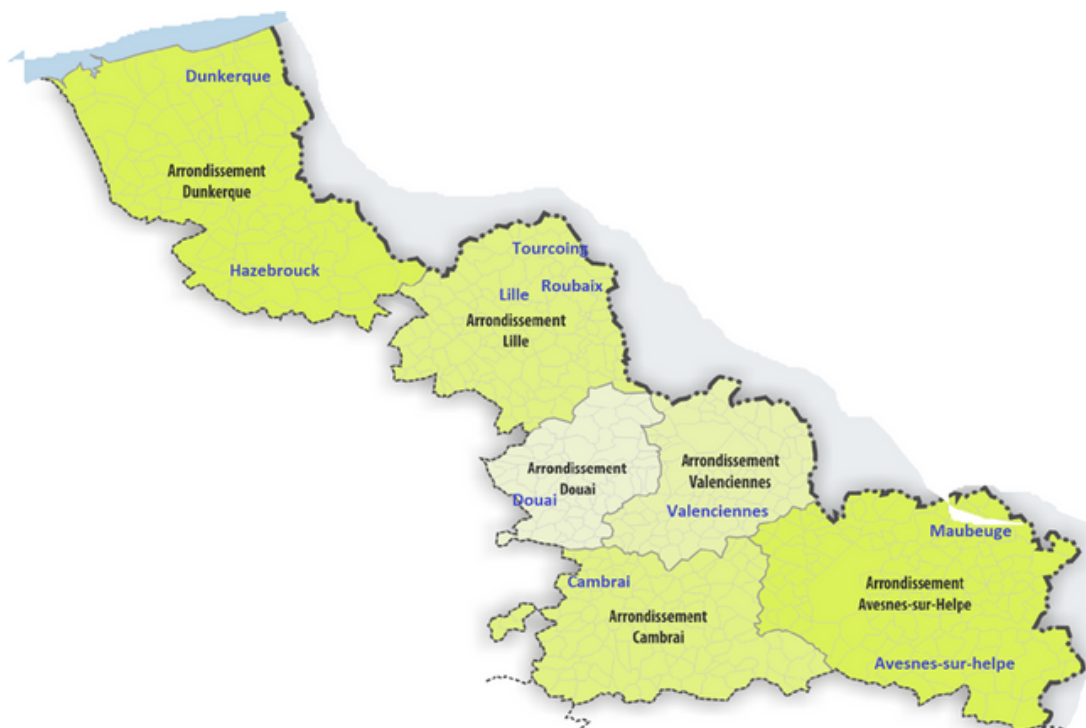 Dunkerque
Arrondissement
Dunkerque
Hazebrouck
Tourcoing
Roubaix
Lille
Arrondissement
Lille
Arrondissement
Douai
Douai
Arrondissement
Valenciennes
Valenciennes
Maubeuge
Cambrai
Arrondissement
Cambrai
Arrondissement
Avesnes-sur-Helpe
Avesnes-sur-helpe